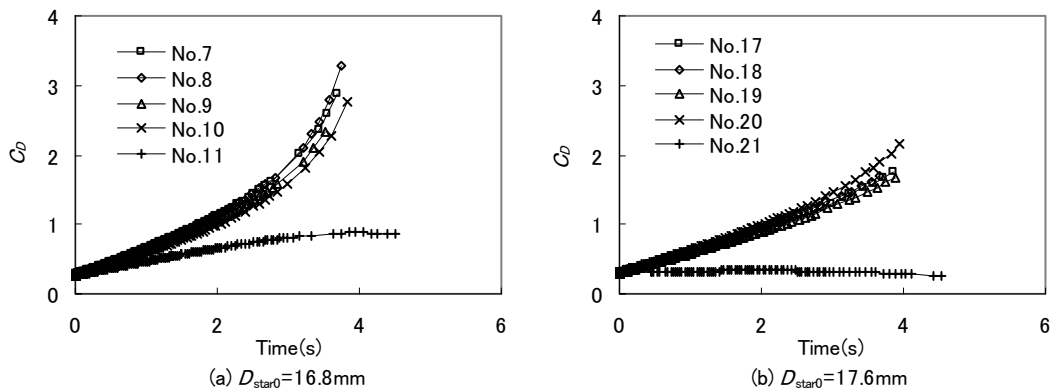 4
3
2
1
0
C_D
No.7
No.8
No.9
No.10
No.11
0 2 4 6
Time(s)
(a) D_star0=16.8mm
4
3
2
1
0
C_D
No.17
No.18
No.19
No.20
No.21
0 2 4 6
Time(s)
(b) D_star0=17.6mm